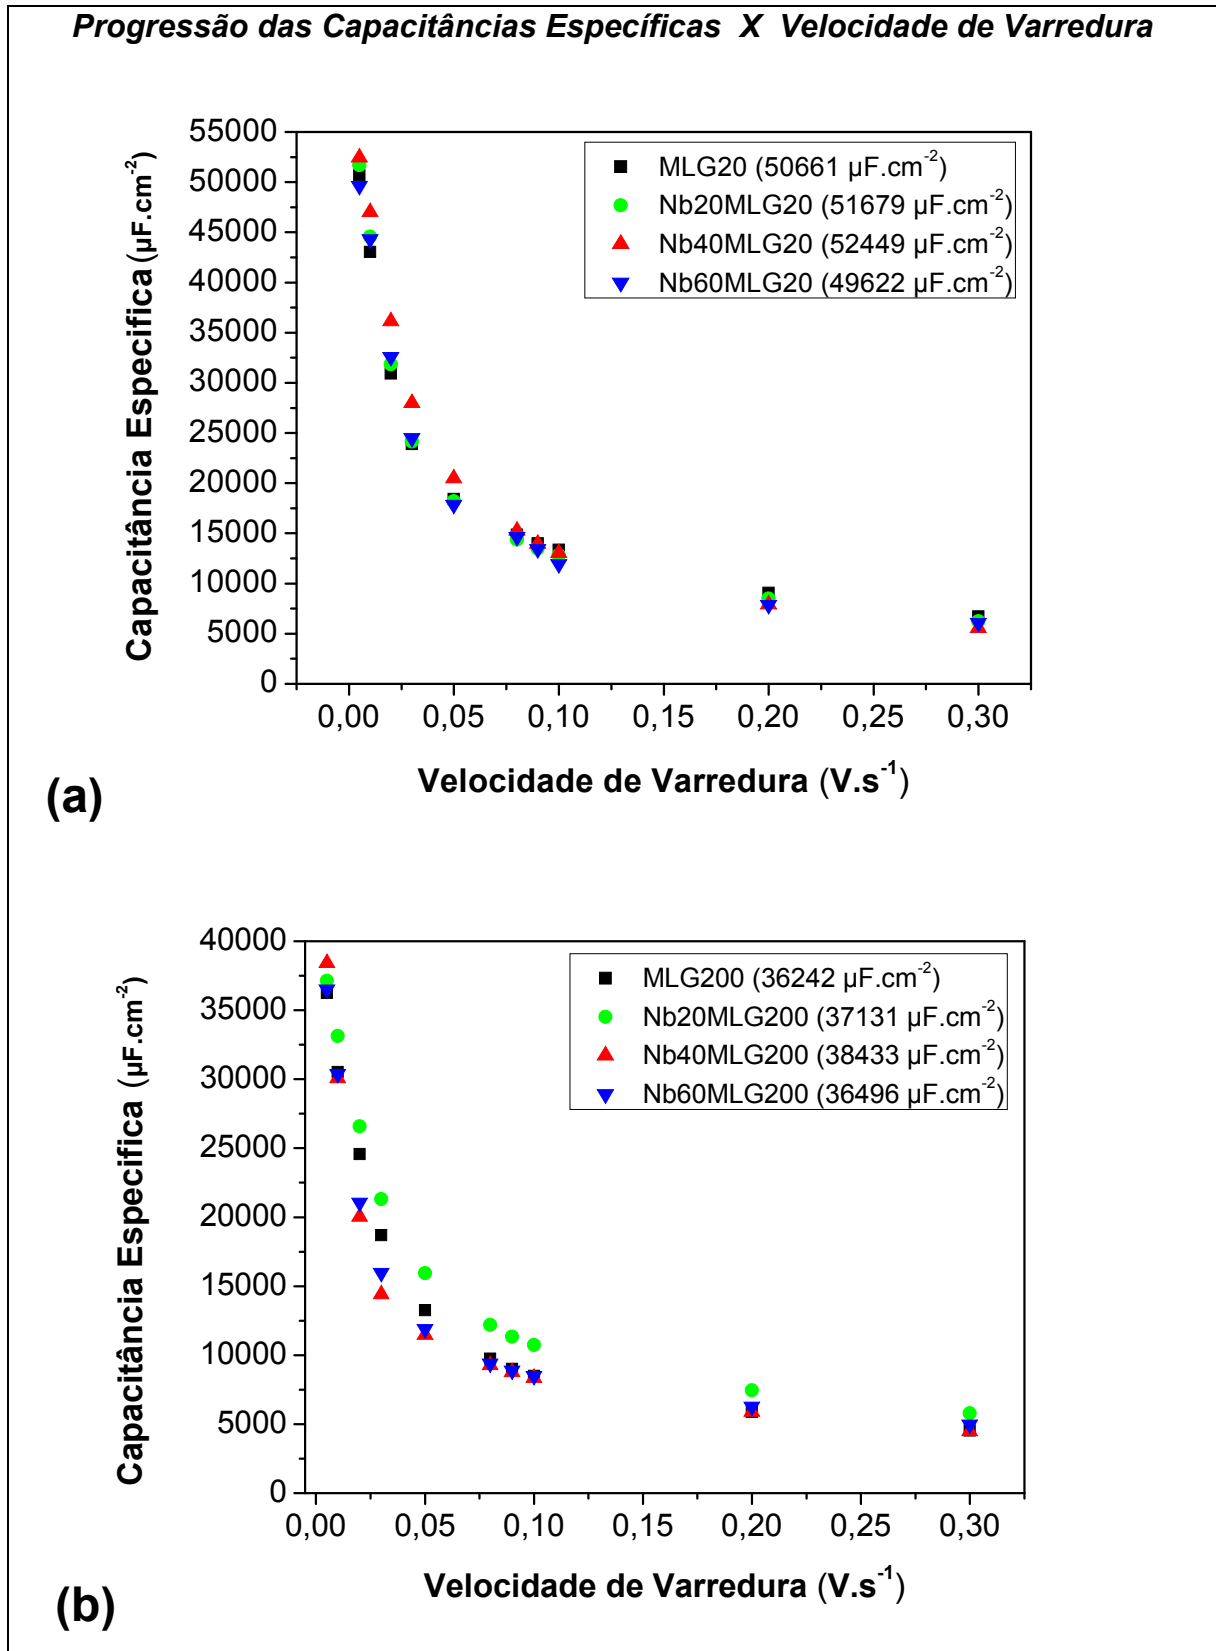 Progressão das Capacitâncias Específicas X Velocidade de Varredura
55000
50000
45000
40000
35000
30000
25000
20000
15000
10000
5000
0
Capacitância Especifica (µF.cm-2)
MLG20 (50661 µF.cm-2)
Nb20MLG20 (51679 µF.cm-2)
Nb40MLG20 (52449 µF.cm-2)
Nb60MLG20 (49622 µF.cm-2)
0,00 0,05 0,10 0,15 0,20 0,25 0,30
Velocidade de Varredura (V.s-1)
(a)
40000
35000
30000
25000
20000
15000
10000
5000
0
Capacitância Especifica (µF.cm-2)
MLG200 (36242 µF.cm-2)
Nb20MLG200 (37131 µF.cm-2)
Nb40MLG200 (38433 µF.cm-2)
Nb60MLG200 (36496 µF.cm-2)
0,00 0,05 0,10 0,15 0,20 0,25 0,30
Velocidade de Varredura (V.s-1)
(b)